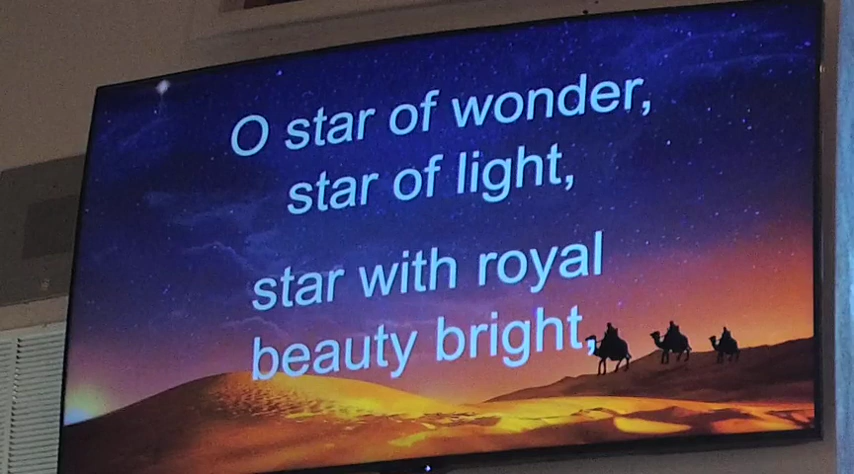 O star of wonder,
star of light,
star with royal
beauty bright,